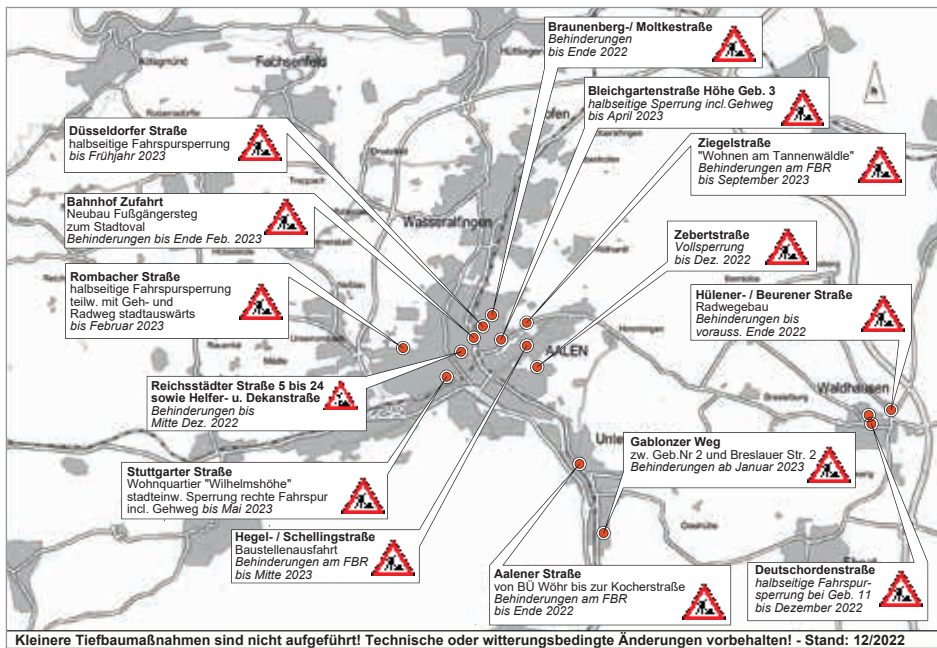 Braunenberg-/ Moltkestraße
Behinderungen
bis Ende 2022
Bleichgartenstraße Höhe Geb. 3
halbseitige Sperrung incl.Gehweg
bis April 2023
Düsseldorfer Straße
halbseitige Fahrspursperrung
bis Frühjahr 2023
Ziegelstraße
"Wohnen am Tannenwäldle"
Behinderungen am FBR
bis September 2023
Bahnhof Zufahrt
Neubau Fußgängersteg
zum Stadtoval
Behinderungen bis Ende Feb. 2023
Zebertstraße
Vollsperrung
bis Dez. 2022
Rombacher Straße
halbseitige Fahrspursperrung
teilw. mit Geh- und
Radweg stadtauswärts
bis Februar 2023
Hülener- / Beurener Straße
Radwegebau
Behinderungen bis
vorauss. Ende 2022
Reichsstädter Straße 5 bis 24
sowie Helfer- u. Dekanstraße
Behinderungen bis
Mitte Dez. 2022
Stuttgarter Straße
Wohnquartier "Wilhelmshöhe"
stadteinw. Sperrung rechte Fahrspur
incl. Gehweg bis Mai 2023
Gablonzer Weg
zw. Geb.Nr 2 und Breslauer Str. 2
Behinderungen ab Januar 2023
Hegel- / Schellingstraße
Baustellenausfahrt
Behinderungen am FBR
bis Mitte 2023
Aalener Straße
von BÜ Wöhr bis zur Kocherstraße
Behinderungen am FBR
bis Ende 2022
Deutschordenstraße
halbseitige Fahrspur-
sperrung bei Geb. 11
bis Dezember 2022
Fachsenfeld
Hüttlingen
Wasseralfingen
AALEN
Waldhausen
Kleinere Tiefbaumaßnahmen sind nicht aufgeführt! Technische oder witterungsbedingte Änderungen vorbehalten! - Stand: 12/2022